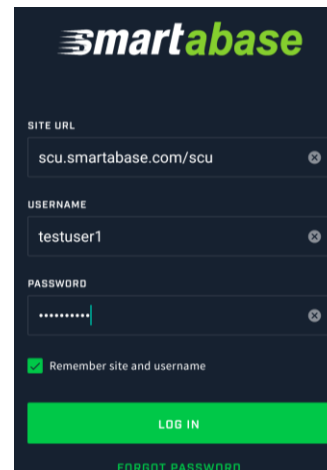 smartabase
SITE URL
scu.smartabase.com/scu
USERNAME
testuser1
PASSWORD
••••••••••
Remember site and username
LOG IN
FORGOT PASSWORD